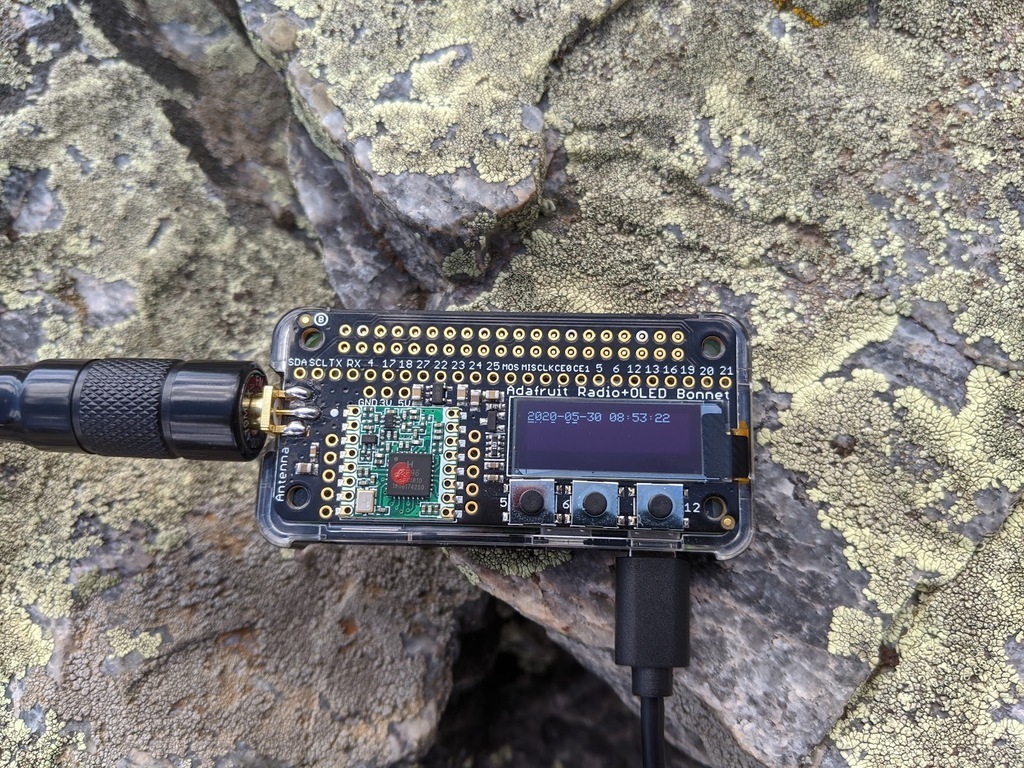 B
SDA SCL TX RX 4 17 18 27 22 23 24 25 MOS MIS CLK CE0 CE1 5 6 12 13 16 19 20 21
GND 3V 5V
Adafruit Radio+OLED Bonnet
2020-05-30 08:53:22
Antenna
5 6 12